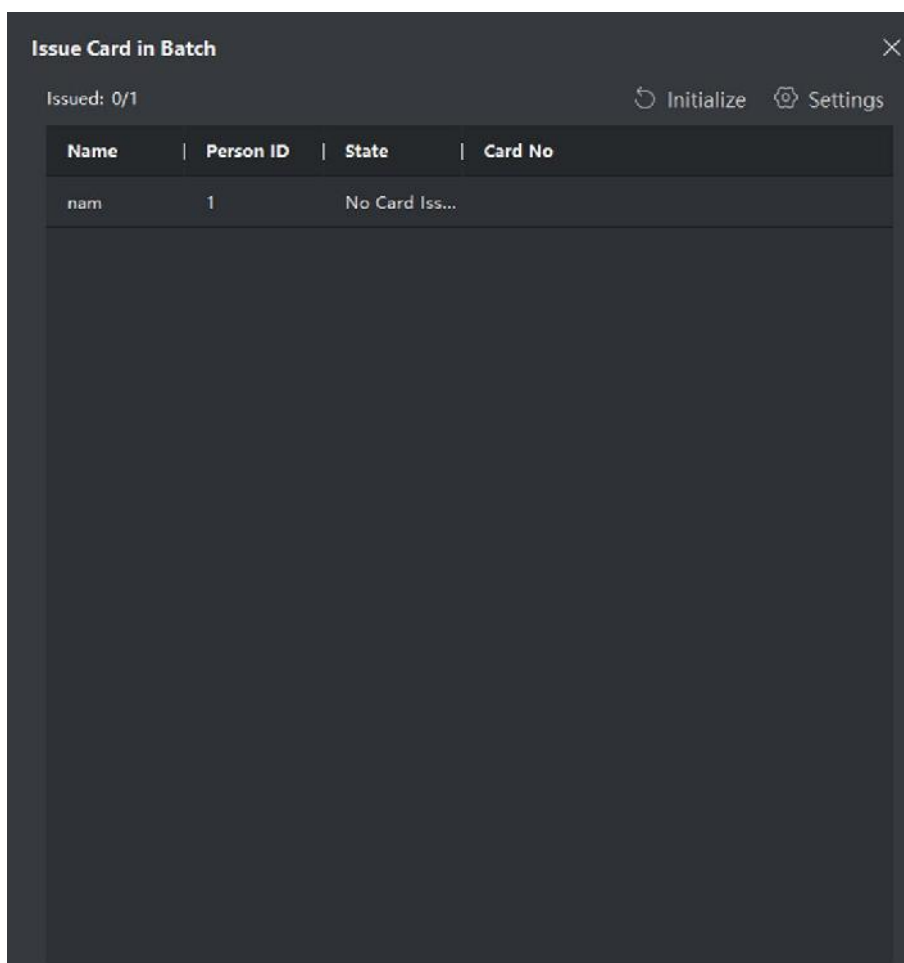 Issue Card in Batch
Issued: 0/1 Initialize Settings
Name | Person ID | State | Card No
nam 1 No Card Iss...